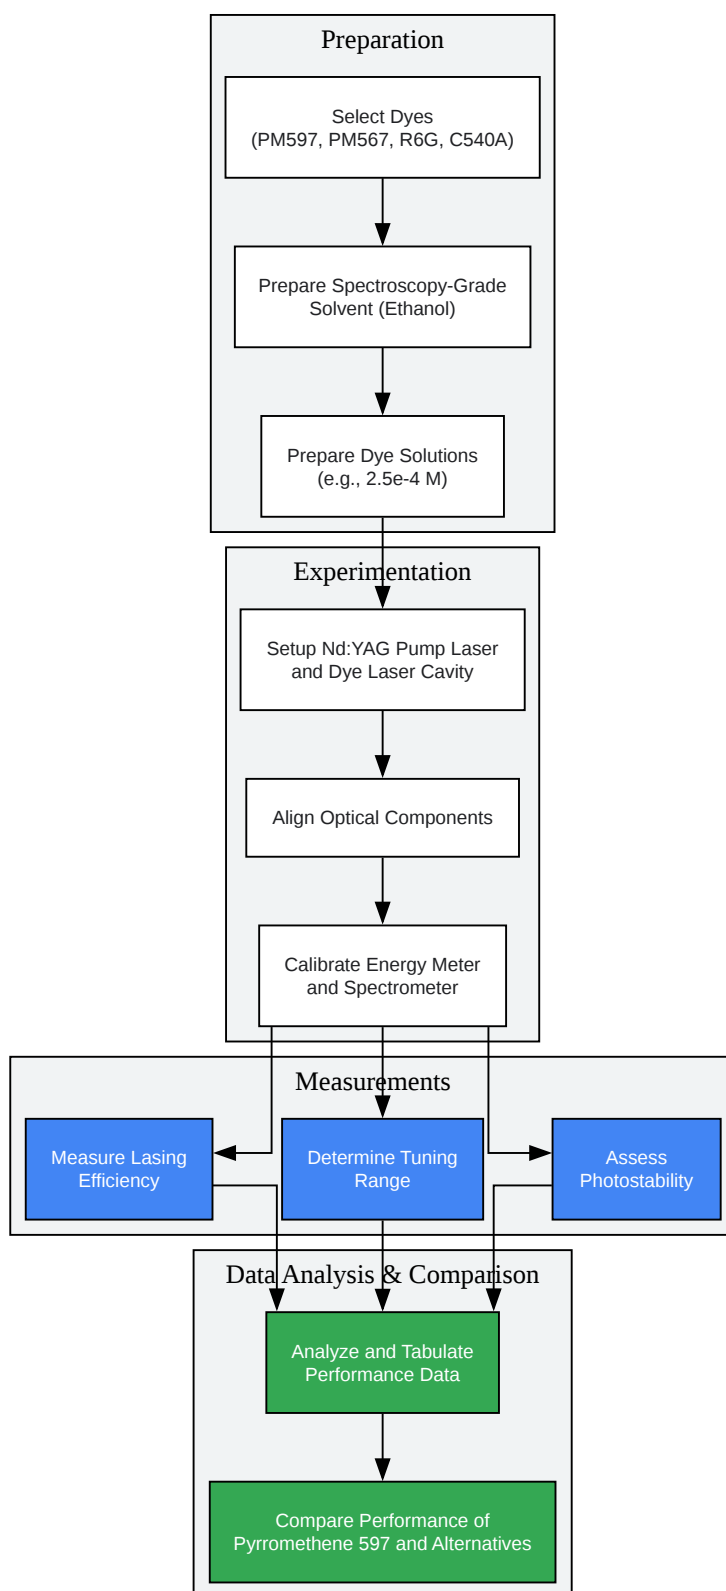 Preparation
Select Dyes
(PM597, PM567, R6G, C540A)
Prepare Spectroscopy-Grade
Solvent (Ethanol)
Prepare Dye Solutions
(e.g., 2.5e-4 M)
Experimentation
Setup Nd:YAG Pump Laser
and Dye Laser Cavity
Align Optical Components
Calibrate Energy Meter
and Spectrometer
Measurements
Measure Lasing
Efficiency
Determine Tuning
Range
Assess
Photostability
Data Analysis & Comparison
Analyze and Tabulate
Performance Data
Compare Performance of
Pyrromethene 597 and Alternatives